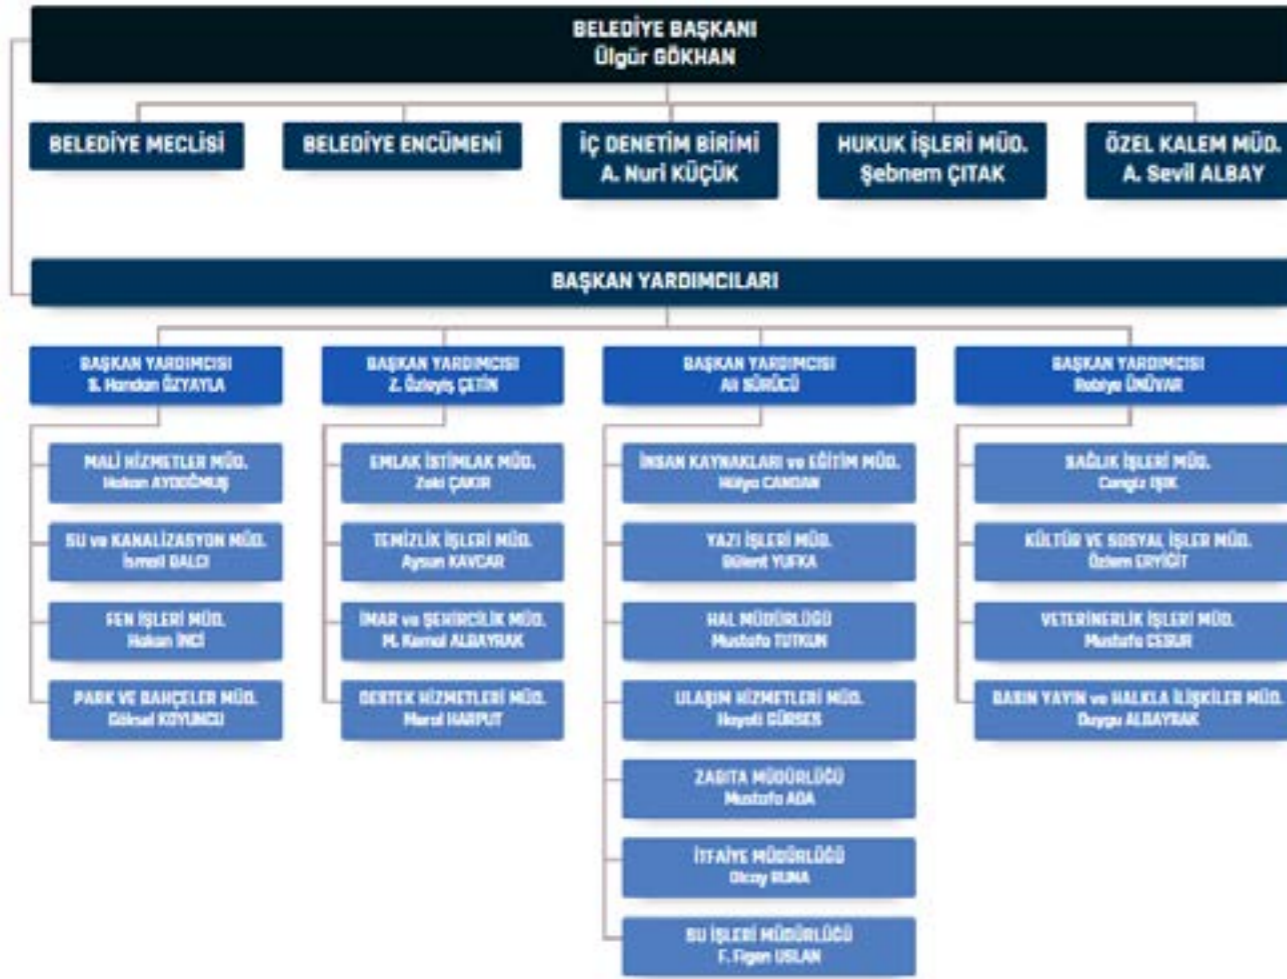 BELEDİYE BAŞKANI
Ülgür GÖKHAN
BELEDİYE MECLİSİ
BELEDİYE ENCÜMENİ
İÇ DENETİM BİRİMİ
A. Nuri KÜÇÜK
HUKUK İŞLERİ MÜD.
Şebnem ÇITAK
ÖZEL KALEM MÜD.
A. Sevil ALBAY
BAŞKAN YARDIMCILARI
BAŞKAN YARDIMCISI
S. Handan ÖZYAYLA
MALİ HİZMETLER MÜD.
Hakan AYDOĞMUŞ
SU ve KANALİZASYON MÜD.
İsmail DALCI
FEN İŞLERİ MÜD.
Hakan İNCİ
PARK VE BAHÇELER MÜD.
Göksel KOYUNCU
BAŞKAN YARDIMCISI
Z. Özleyiş ÇETİN
EMLAK İSTİMLAK MÜD.
Zeki ÇAKIR
TEMİZLİK İŞLERİ MÜD.
Aysun KAVCAR
İMAR ve ŞEHİRCİLİK MÜD.
M. Kemal ALBAYRAK
DESTEK HİZMETLERİ MÜD.
Meral HARPUT
BAŞKAN YARDIMCISI
Ali SÜRÜCÜ
İNSAN KAYNAKLARI ve EĞİTİM MÜD.
Hülya CANDAN
YAZI İŞLERİ MÜD.
Bülent YUFKA
HAL MÜDÜRLÜĞÜ
Mustafa TUTKUN
ULAŞIM HİZMETLERİ MÜD.
Hayati GÜRSES
ZABITA MÜDÜRLÜĞÜ
Mustafa ADA
İTFAİYE MÜDÜRLÜĞÜ
Olcay RUNA
SU İŞLERİ MÜDÜRLÜĞÜ
F. Figen USLAN
BAŞKAN YARDIMCISI
Rebiye ÜNÜVAR
SAĞLIK İŞLERİ MÜD.
Cengiz IŞIK
KÜLTÜR VE SOSYAL İŞLER MÜD.
Özlem ERYİĞİT
VETERİNERLİK İŞLERİ MÜD.
Mustafa CESUR
BASIN YAYIN ve HALKLA İLİŞKİLER MÜD.
Duygu ALBAYRAK